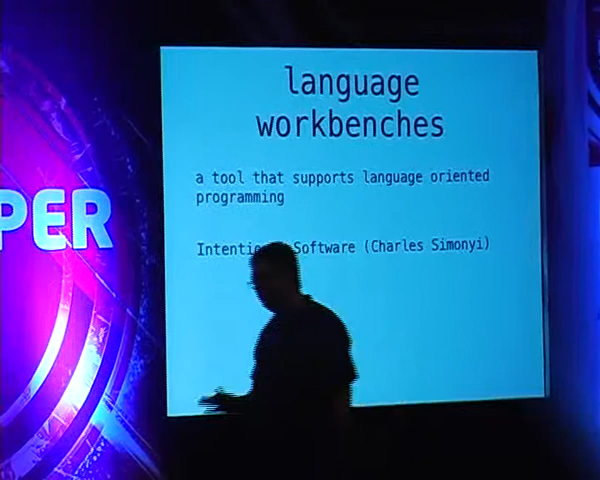 language
workbenches
a tool that supports language oriented
programming
Software (Charles Simonyi)
PER